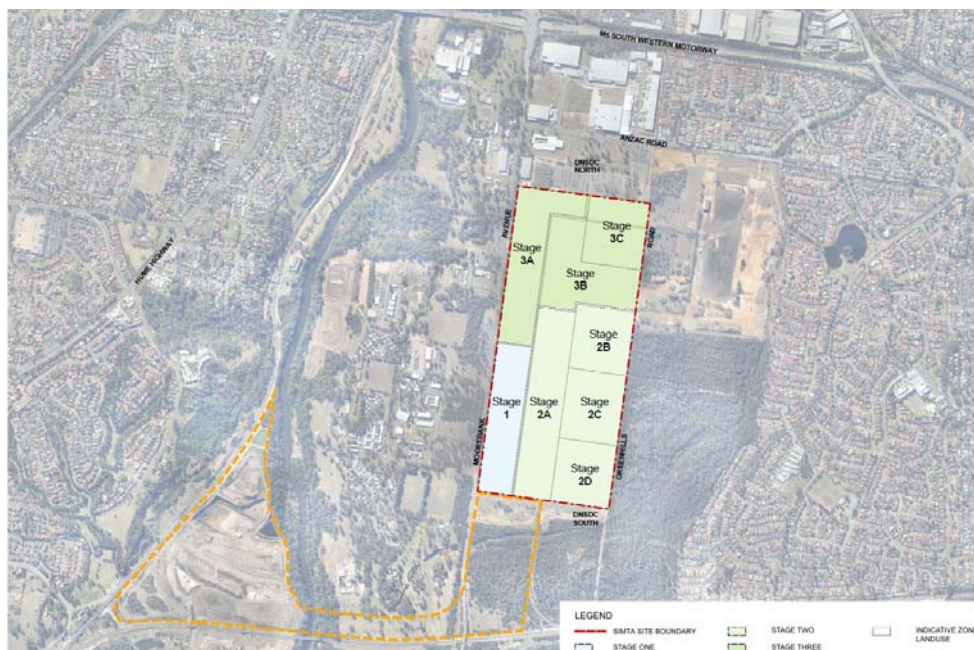 M5 SOUTH WESTERN MOTORWAY
ANZAC ROAD
DNSDC
NORTH
HUME HIGHWAY
AVENUE
ROAD
Stage
3C
Stage
3A
Stage
3B
Stage
2B
Stage
1
Stage
2A
Stage
2C
MOOREBANK
GREENHILLS
Stage
2D
DNSDC
SOUTH
LEGEND
SIMTA SITE BOUNDARY
STAGE TWO
INDICATIVE ZONE
LANDUSE
STAGE ONE
STAGE THREE